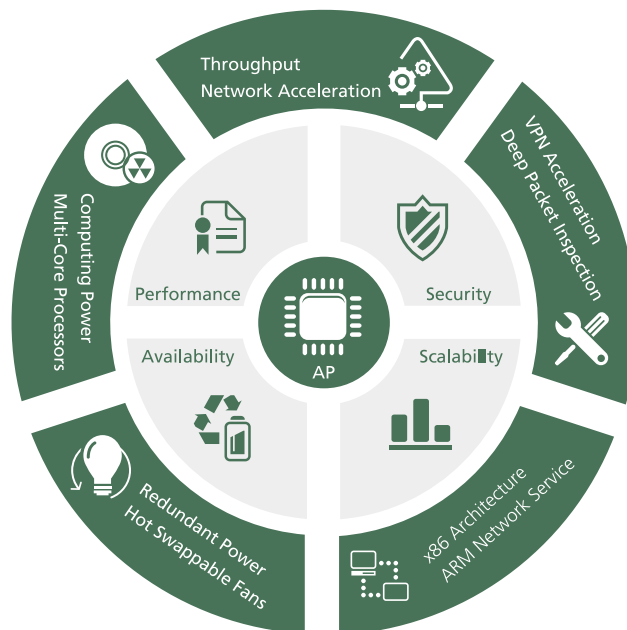 Throughput
Network Acceleration
VPN Acceleration
Deep Packet Inspection
Computing Power
Multi-Core Processors
Performance
Security
AP
Availability
Redundant Power
Hot Swappable Fans
x86 Architecture
ARM Network Service